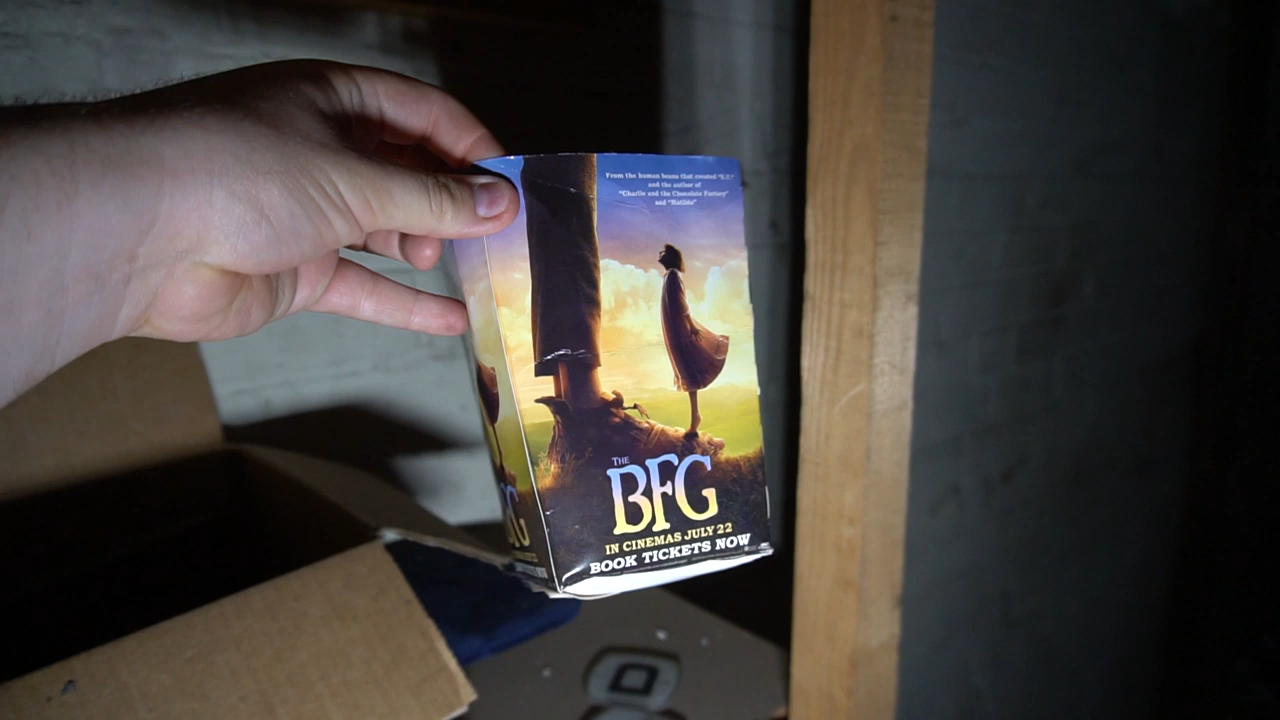 From the human beans that created "E.T."
and the author of
"Charlie and the Chocolate Factory"
and "Matilda"
THE
BFG
IN CINEMAS JULY 22
BOOK TICKETS NOW